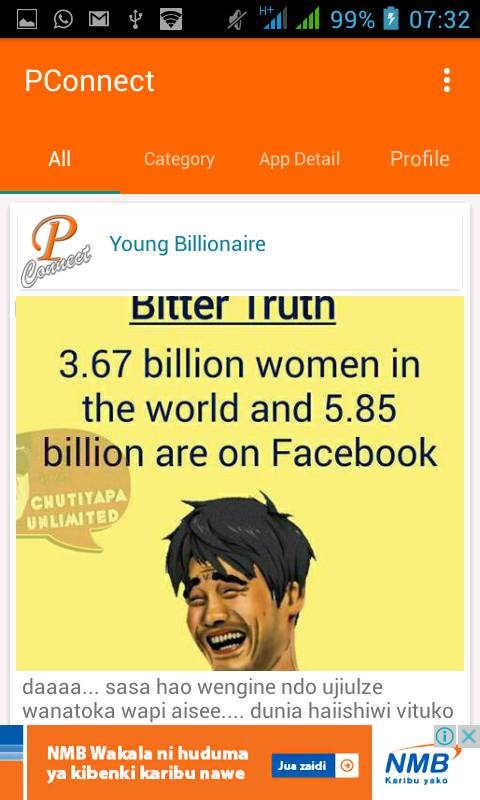 H+ 99% 07:32
PConnect
All Category App Detail Profile
P
Connect
Young Billionaire
Bitter Truth
3.67 billion women in
the world and 5.85
billion are on Facebook
CHUTIYAPA
UNLIMITED
daaaa... sasa hao wengine ndo ujiulze
wanatoka wapi aisee.... dunia haiishiwi vituko
NMB Wakala ni huduma
ya kibenki karibu nawe
Jua zaidi
NMB
Karibu yako